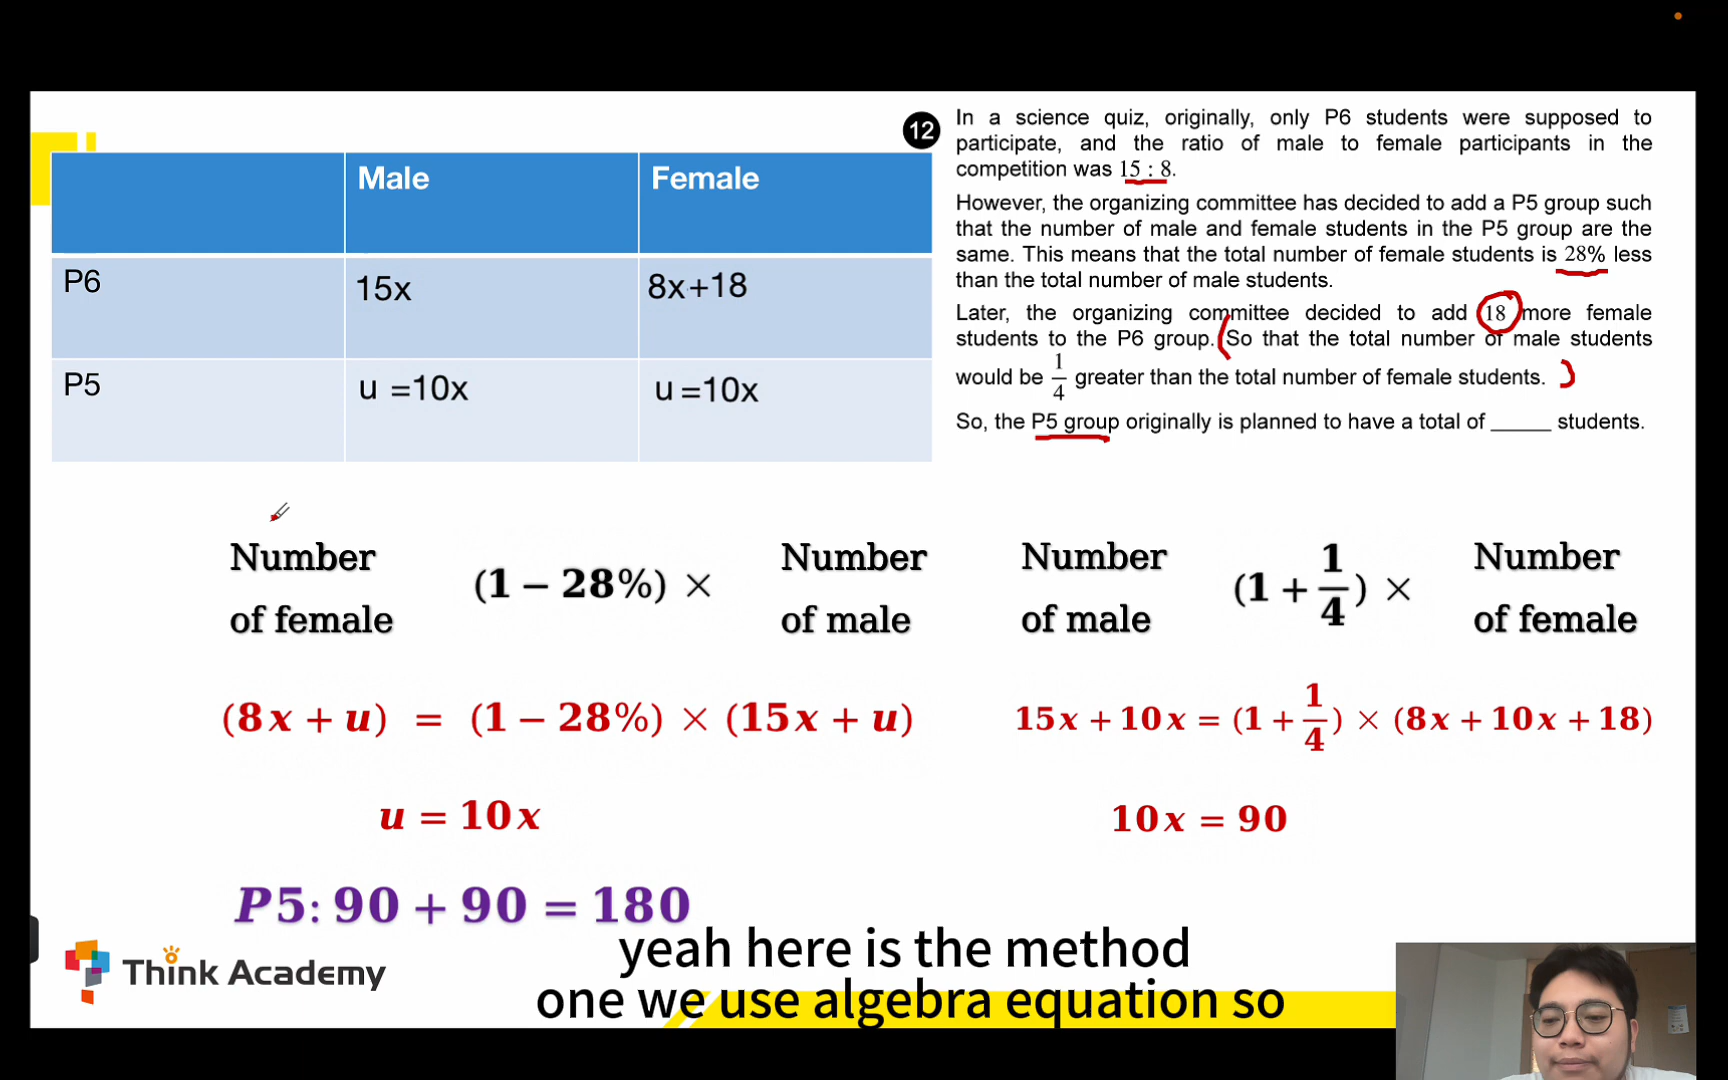 12
In a science quiz, originally, only P6 students were supposed to
participate, and the ratio of male to female participants in the
competition was 15 : 8.
However, the organizing committee has decided to add a P5 group such
that the number of male and female students in the P5 group are the
same. This means that the total number of female students is 28% less
than the total number of male students.
Later, the organizing committee decided to add 18 more female
students to the P6 group. (So that the total number of male students
would be 1/4 greater than the total number of female students. )
So, the P5 group originally is planned to have a total of _____ students.
Male Female
P6 15x 8x+18
P5 u =10x u =10x
Number of female (1 − 28%) × Number of male
Number of male (1 + 1/4) × Number of female
(8x + u) = (1 − 28%) × (15x + u)
15x + 10x = (1 + 1/4) × (8x + 10x + 18)
u = 10x
10x = 90
P5: 90 + 90 = 180
Think Academy
yeah here is the method
one we use algebra equation so